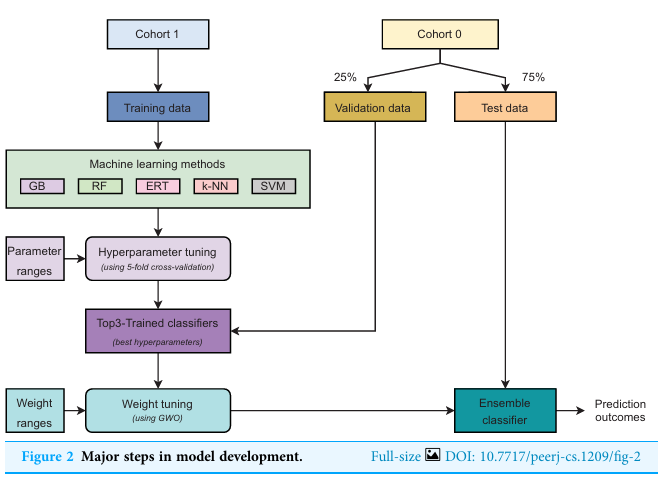 Cohort 1
Cohort 0
25%
75%
Training data
Validation data
Test data
Machine learning methods
GB
RF
ERT
k-NN
SVM
Parameter
ranges
Hyperparameter tuning
(using 5-fold cross-validation)
Top3-Trained classifiers
(best hyperparameters)
Weight
ranges
Weight tuning
(using GWO)
Ensemble
classifier
Prediction
outcomes
Figure 2 Major steps in model development.
Full-size DOI: 10.7717/peerj-cs.1209/fig-2